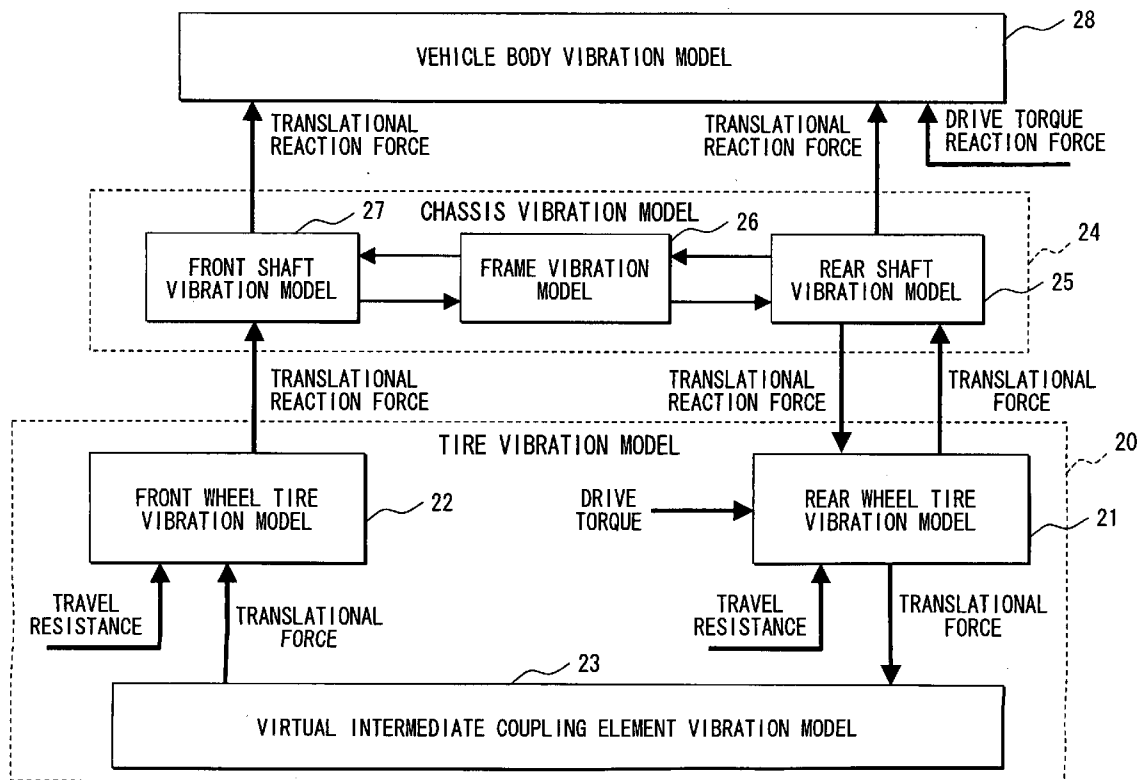 28
VEHICLE BODY VIBRATION MODEL
TRANSLATIONAL
REACTION FORCE
TRANSLATIONAL
REACTION FORCE
DRIVE TORQUE
REACTION FORCE
CHASSIS VIBRATION MODEL
27
26
24
FRONT SHAFT
VIBRATION MODEL
FRAME VIBRATION
MODEL
REAR SHAFT
VIBRATION MODEL
25
TRANSLATIONAL
REACTION FORCE
TRANSLATIONAL
REACTION FORCE
TRANSLATIONAL
FORCE
TIRE VIBRATION MODEL
20
FRONT WHEEL TIRE
VIBRATION MODEL
22
DRIVE
TORQUE
REAR WHEEL TIRE
VIBRATION MODEL
21
TRAVEL
RESISTANCE
TRANSLATIONAL
FORCE
TRAVEL
RESISTANCE
TRANSLATIONAL
FORCE
23
VIRTUAL INTERMEDIATE COUPLING ELEMENT VIBRATION MODEL